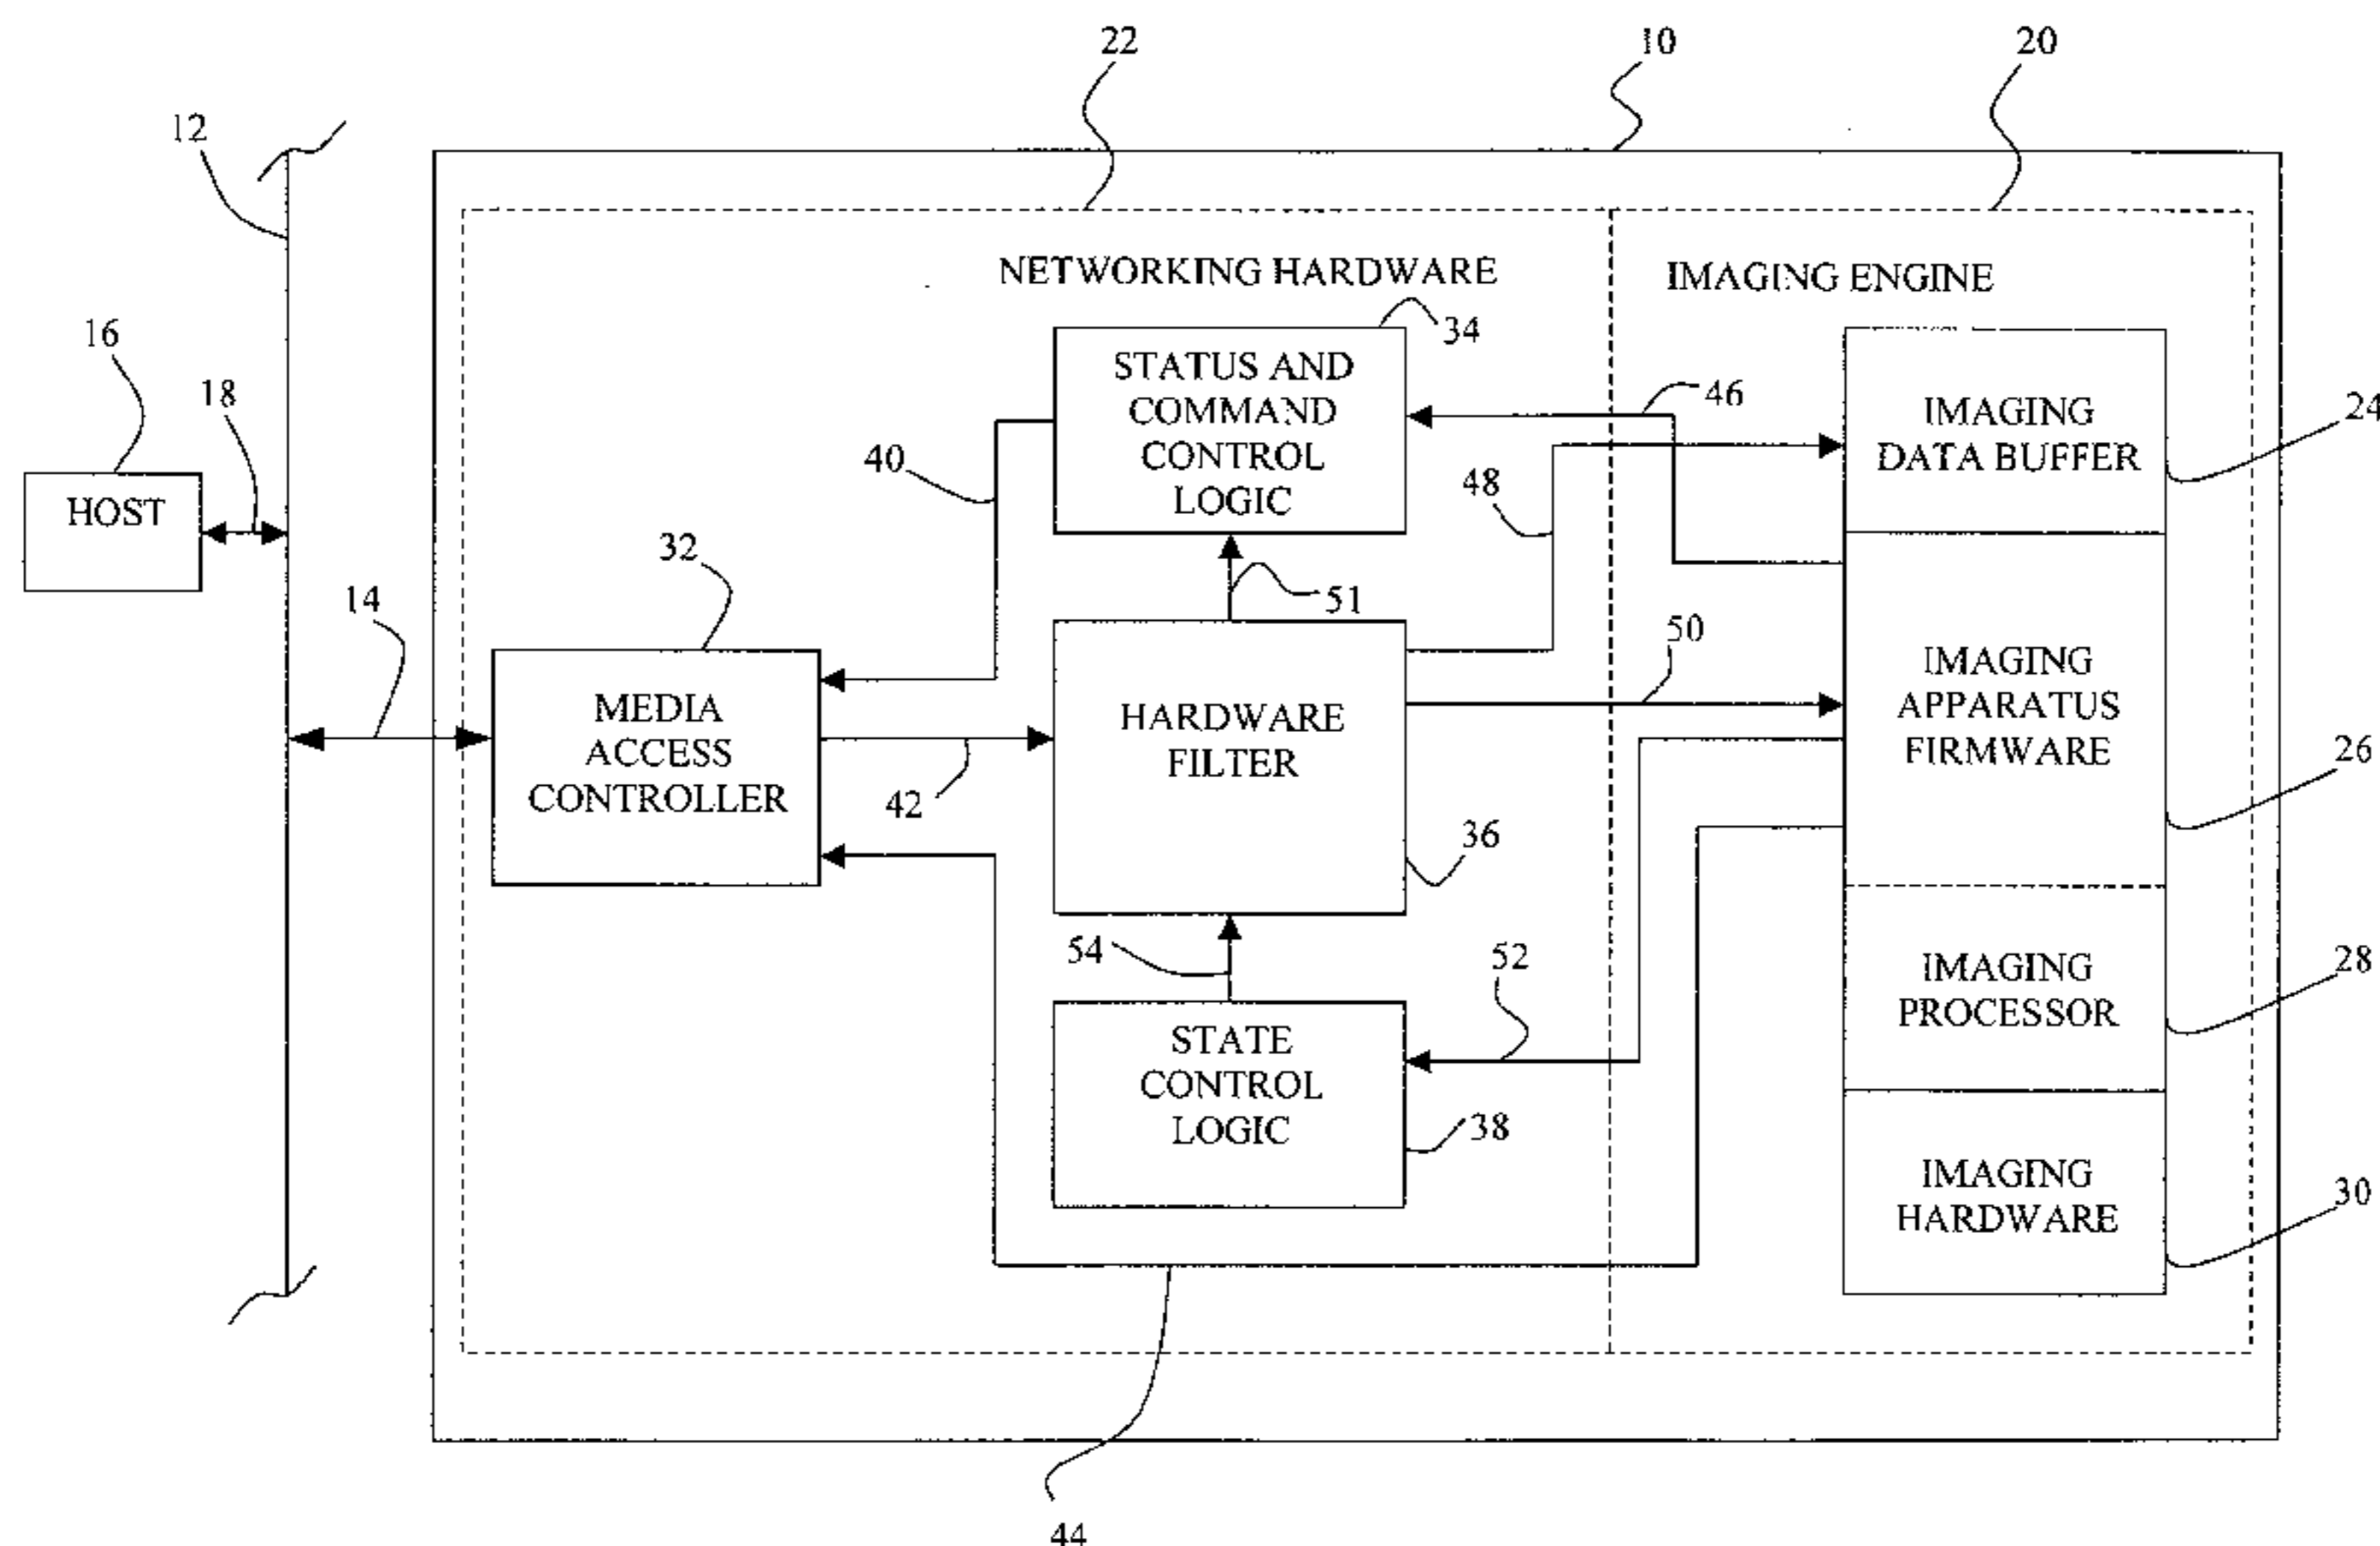 22
10
20
12
NETWORKING HARDWARE
IMAGING ENGINE
16
34
18
STATUS AND
COMMAND
CONTROL
LOGIC
46
IMAGING
DATA BUFFER
24
40
48
HOST
32
14
51
50
MEDIA
ACCESS
CONTROLLER
HARDWARE
FILTER
IMAGING
APPARATUS
FIRMWARE
26
42
36
54
52
IMAGING
PROCESSOR
28
STATE
CONTROL
LOGIC
38
IMAGING
HARDWARE
30
44